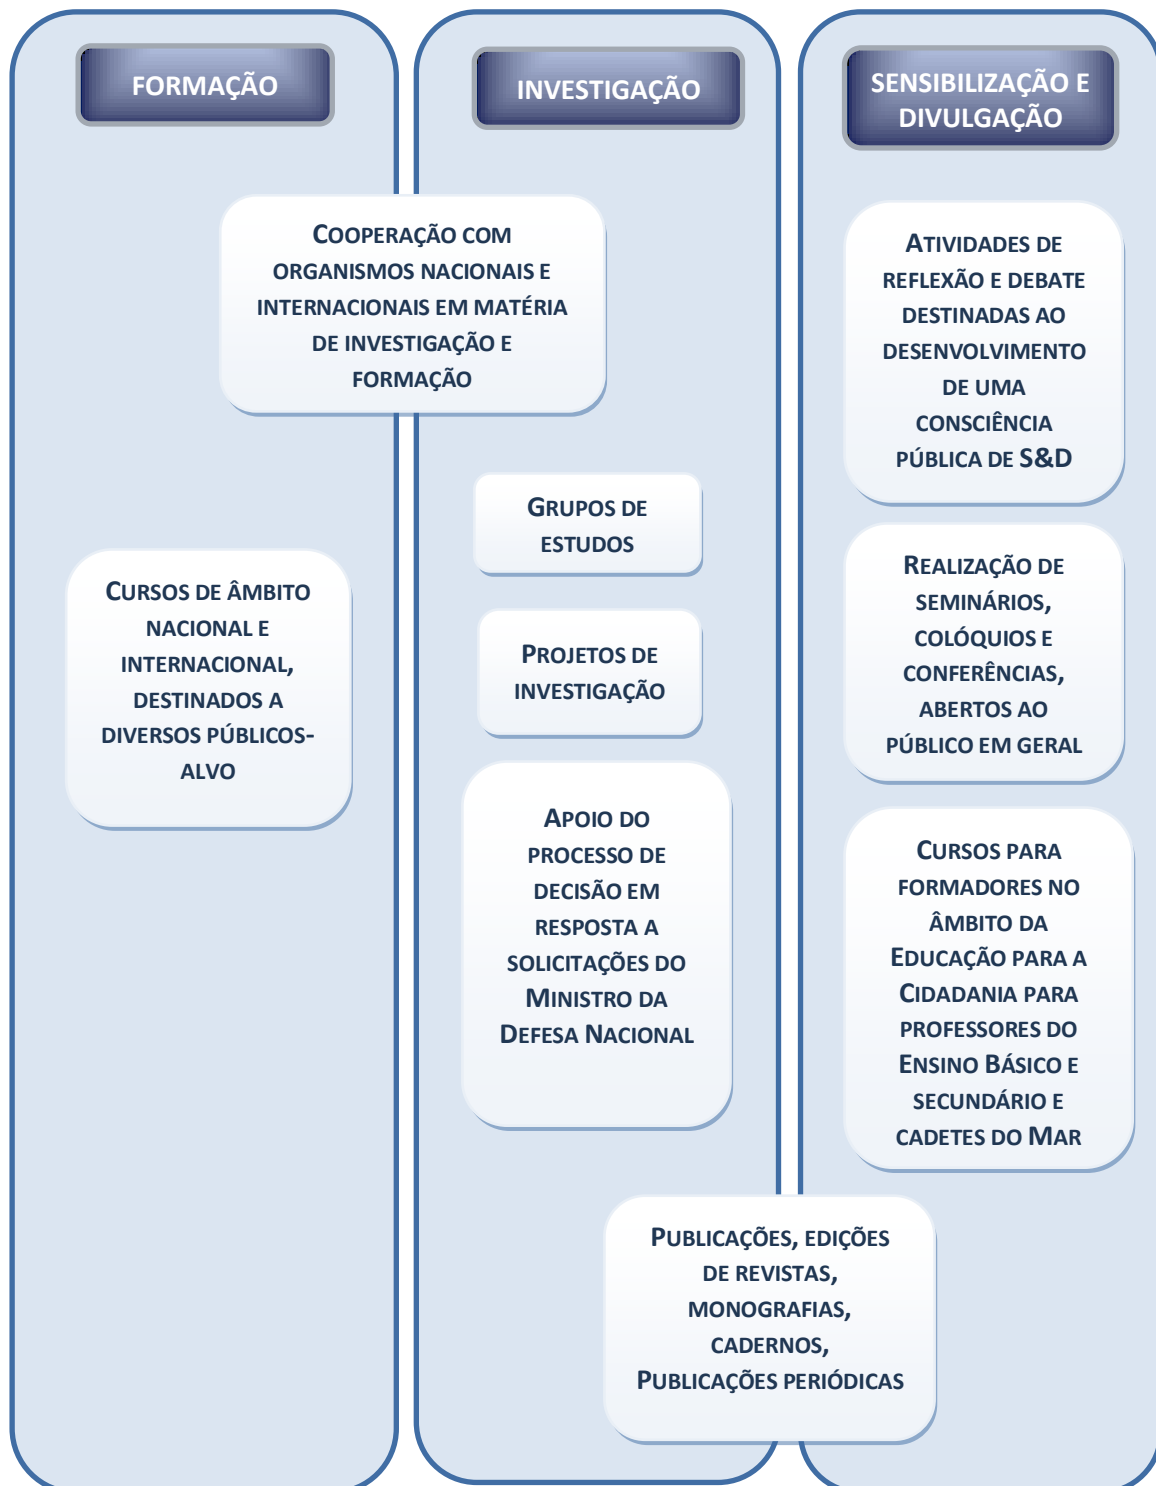 FORMAÇÃO
COOPERAÇÃO COM
ORGANISMOS NACIONAIS E
INTERNACIONAIS EM MATÉRIA
DE INVESTIGAÇÃO E
FORMAÇÃO
CURSOS DE ÂMBITO
NACIONAL E
INTERNACIONAL,
DESTINADOS A
DIVERSOS PÚBLICOS-
ALVO
INVESTIGAÇÃO
GRUPOS DE
ESTUDOS
PROJETOS DE
INVESTIGAÇÃO
APOIO DO
PROCESSO DE
DECISÃO EM
RESPOSTA A
SOLICITAÇÕES DO
MINISTRO DA
DEFESA NACIONAL
SENSIBILIZAÇÃO E
DIVULGAÇÃO
ATIVIDADES DE
REFLEXÃO E DEBATE
DESTINADAS AO
DESENVOLVIMENTO
DE UMA
CONSCIÊNCIA
PÚBLICA DE S&D
REALIZAÇÃO DE
SEMINÁRIOS,
COLÓQUIOS E
CONFERÊNCIAS,
ABERTOS AO
PÚBLICO EM GERAL
CURSOS PARA
FORMADORES NO
ÂMBITO DA
EDUCAÇÃO PARA A
CIDADANIA PARA
PROFESSORES DO
ENSINO BÁSICO E
SECUNDÁRIO E
CADETES DO MAR
PUBLICAÇÕES, EDIÇÕES
DE REVISTAS,
MONOGRAFIAS,
CADERNOS,
PUBLICAÇÕES PERIÓDICAS